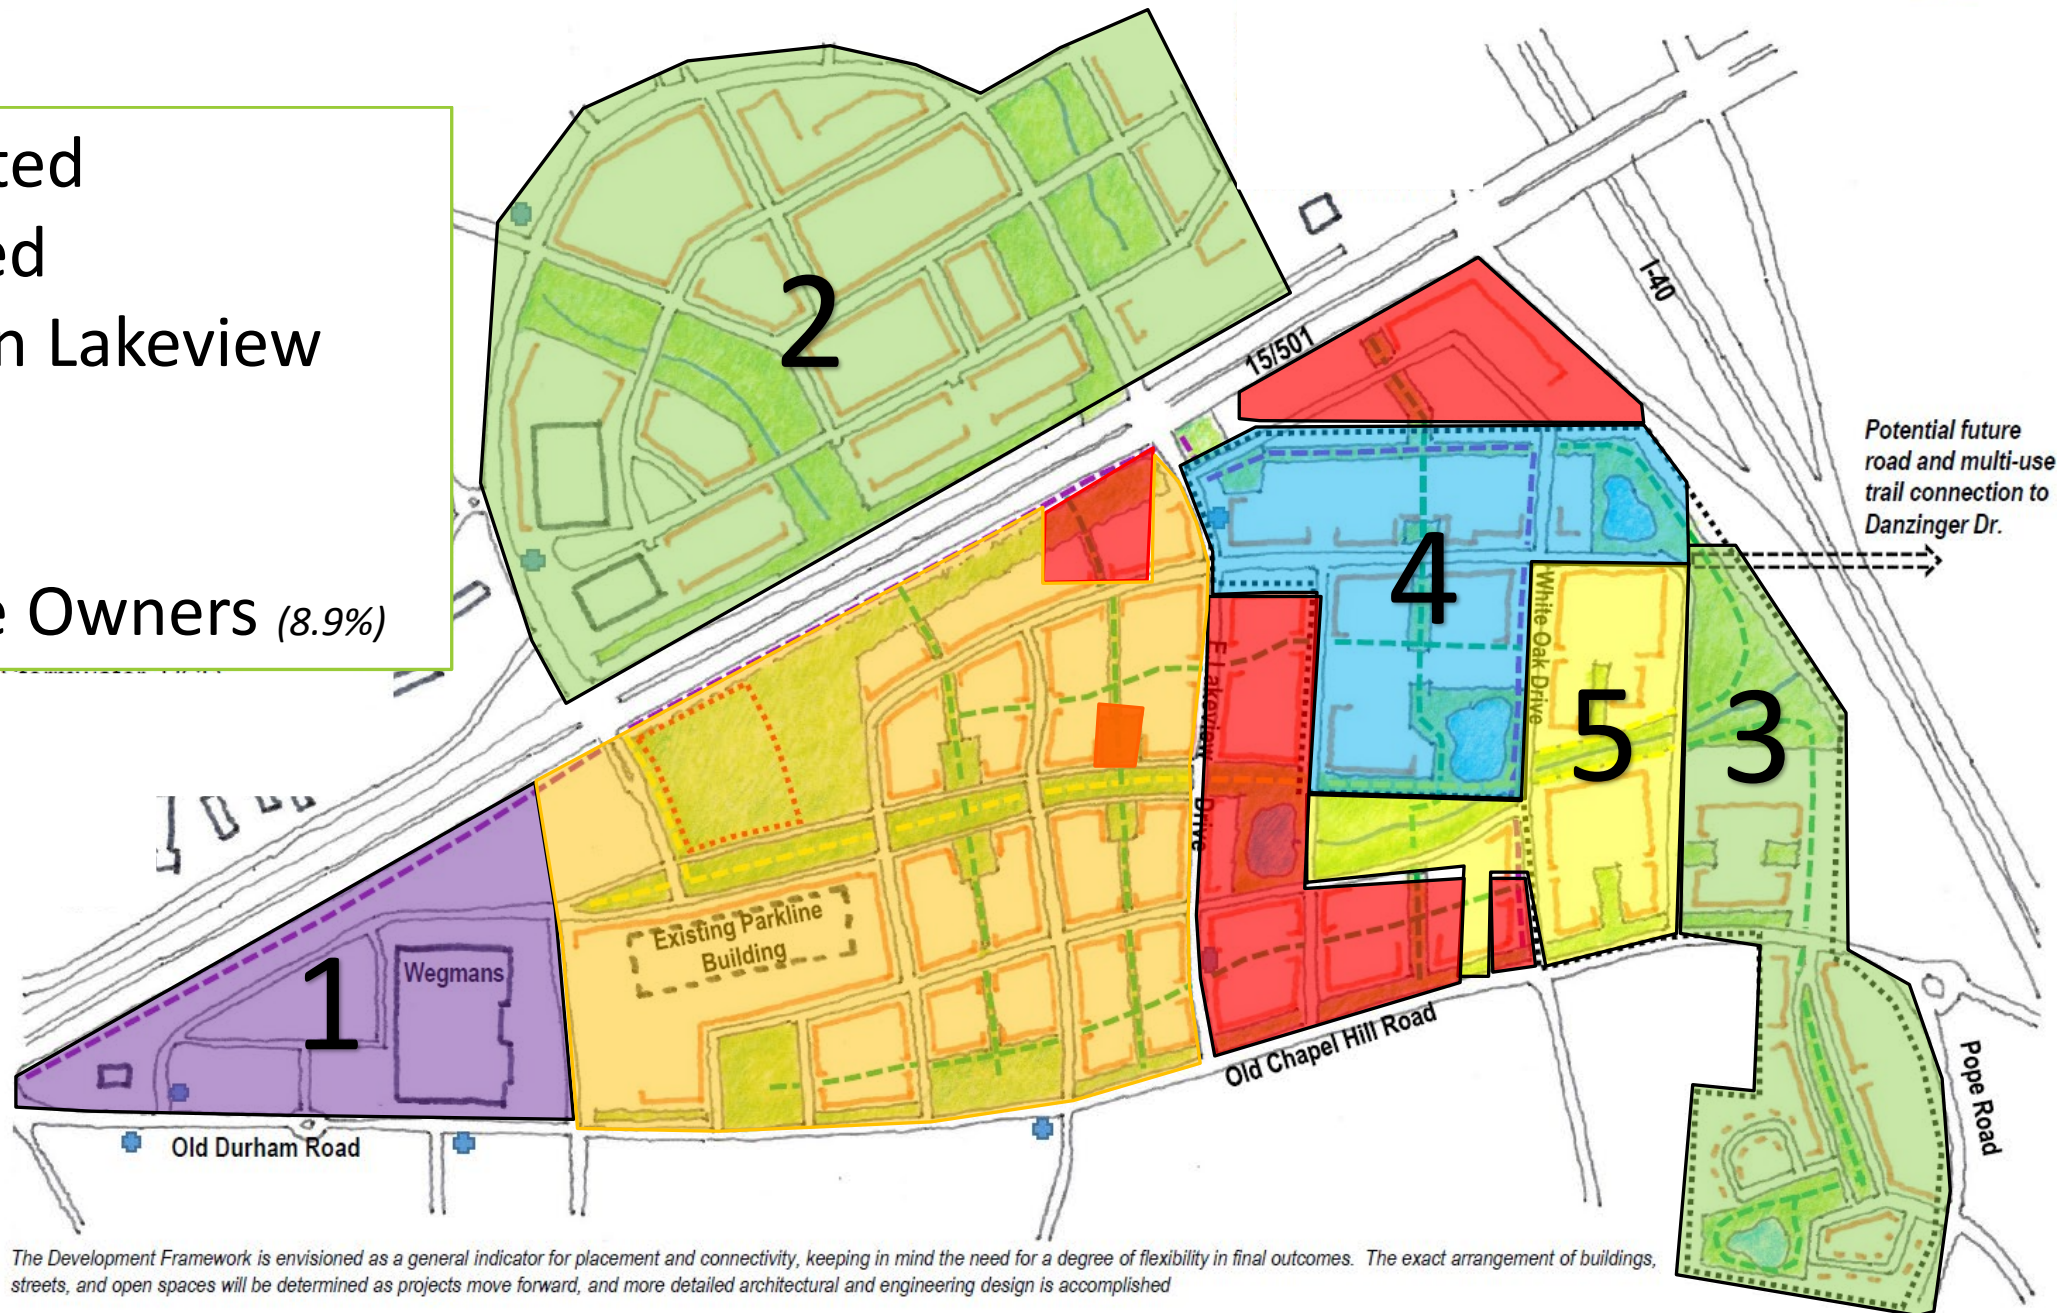 ted
ed
n Lakeview
e Owners (8.9%)
2
15/501
I-40
Potential future
road and multi-use
trail connection to
Danzinger Dr.
4
White Oak Drive
5
3
E Lakeview Drive
Existing Parkline
Building
Wegmans
1
Old Chapel Hill Road
Pope Road
Old Durham Road
The Development Framework is envisioned as a general indicator for placement and connectivity, keeping in mind the need for a degree of flexibility in final outcomes. The exact arrangement of buildings,
streets, and open spaces will be determined as projects move forward, and more detailed architectural and engineering design is accomplished